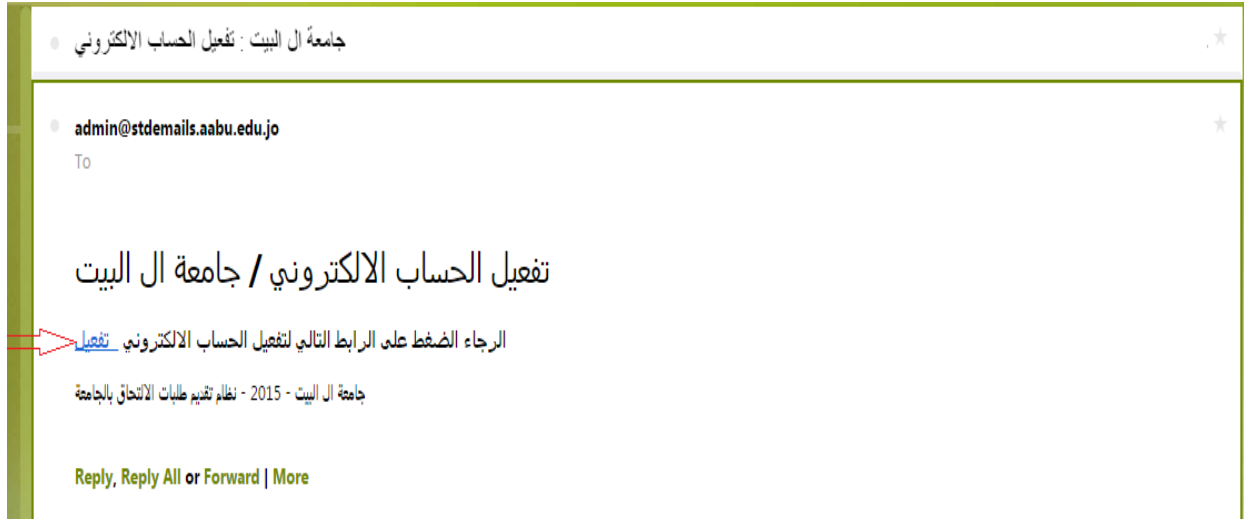 جامعة ال البيت : تفعيل الحساب الالكتروني
admin@stdemails.aabu.edu.jo
To
تفعيل الحساب الالكتروني / جامعة ال البيت
الرجاء الضغط على الرابط التالي لتفعيل الحساب الالكتروني تفعيل
جامعة ال البيت - 2015 - نظام تقديم طلبات الالتحاق بالجامعة
Reply, Reply All or Forward | More